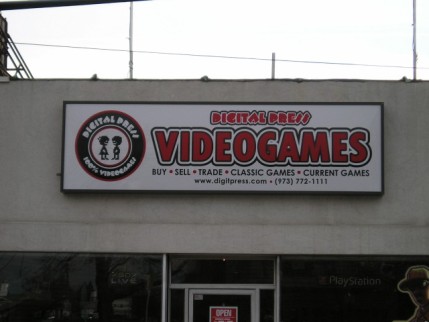 DIGITAL PRESS
100% VIDEOGAMES
DIGITAL PRESS
VIDEOGAMES
BUY • SELL • TRADE • CLASSIC GAMES • CURRENT GAMES
www.digitpress.com • (973) 772-1111
PlayStation
OPEN